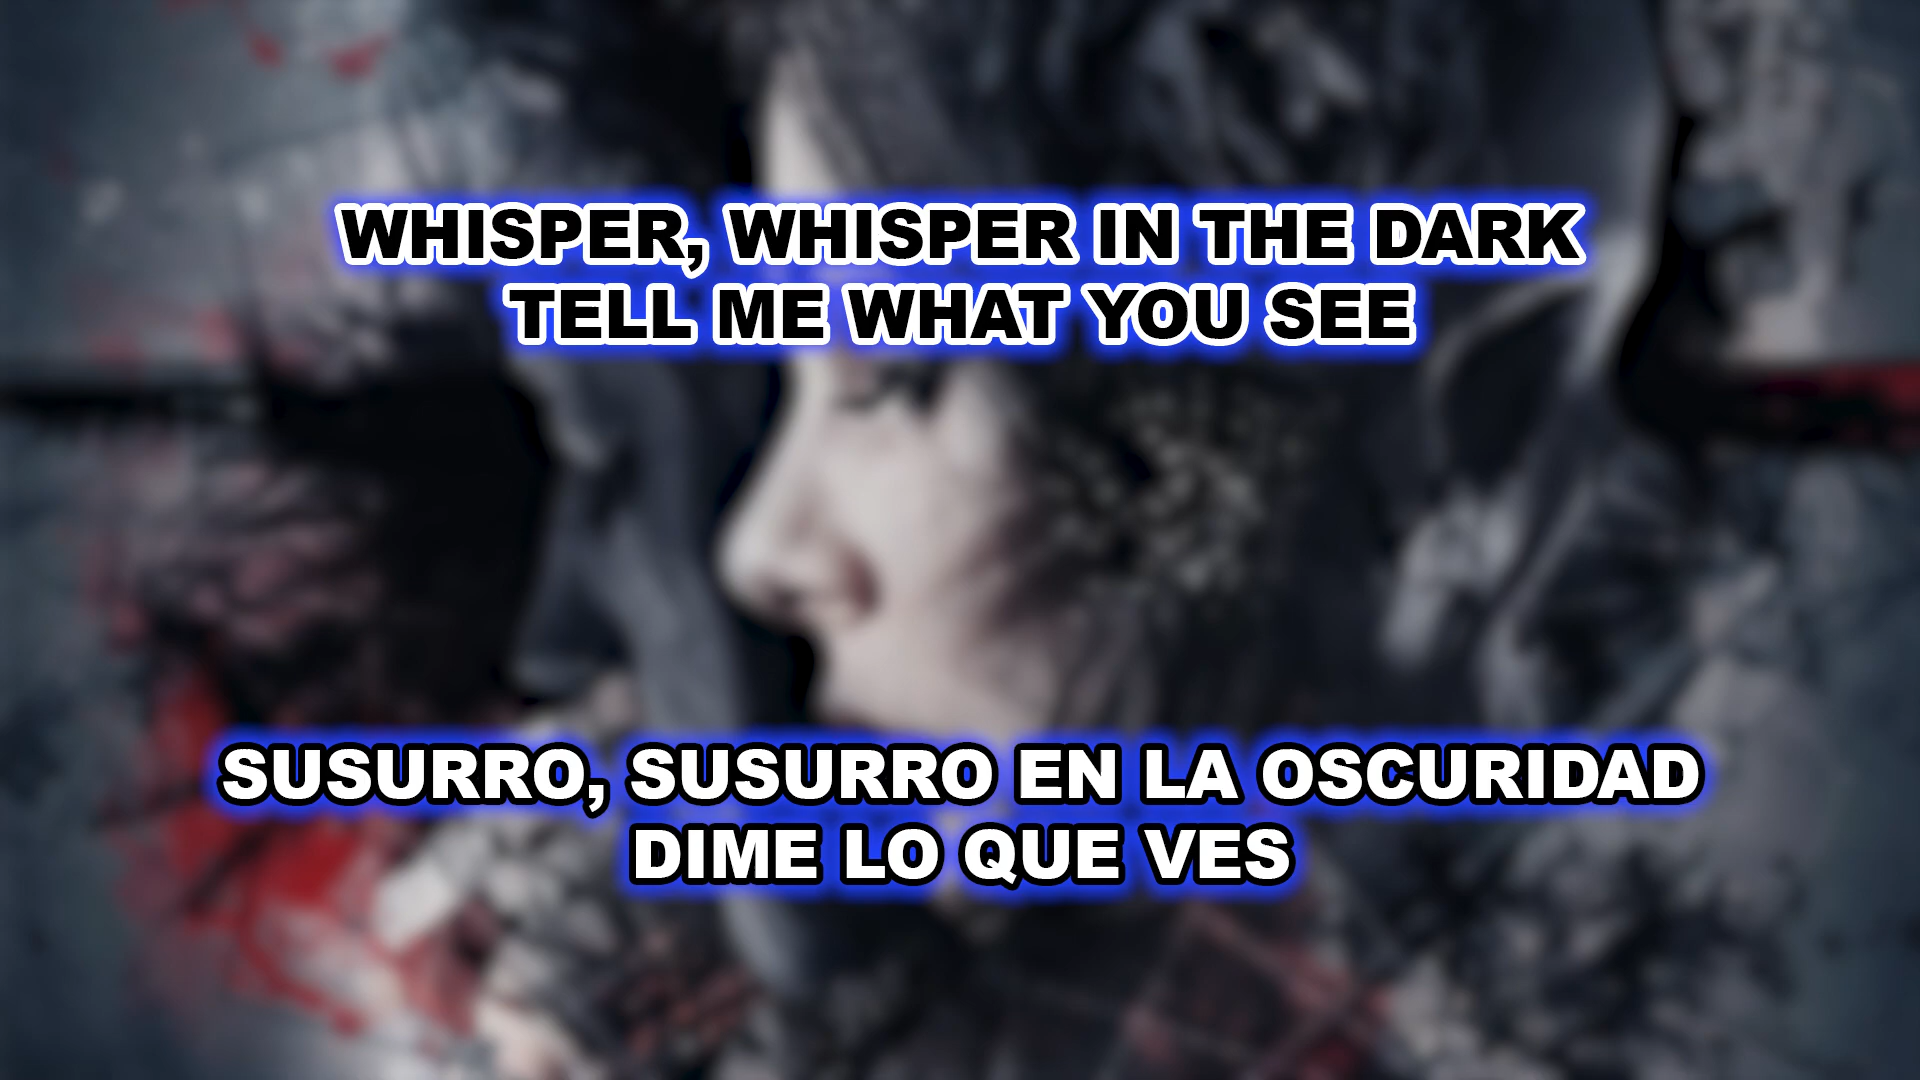 WHISPER, WHISPER IN THE DARK
TELL ME WHAT YOU SEE
SUSURRO, SUSURRO EN LA OSCURIDAD
DIME LO QUE VES